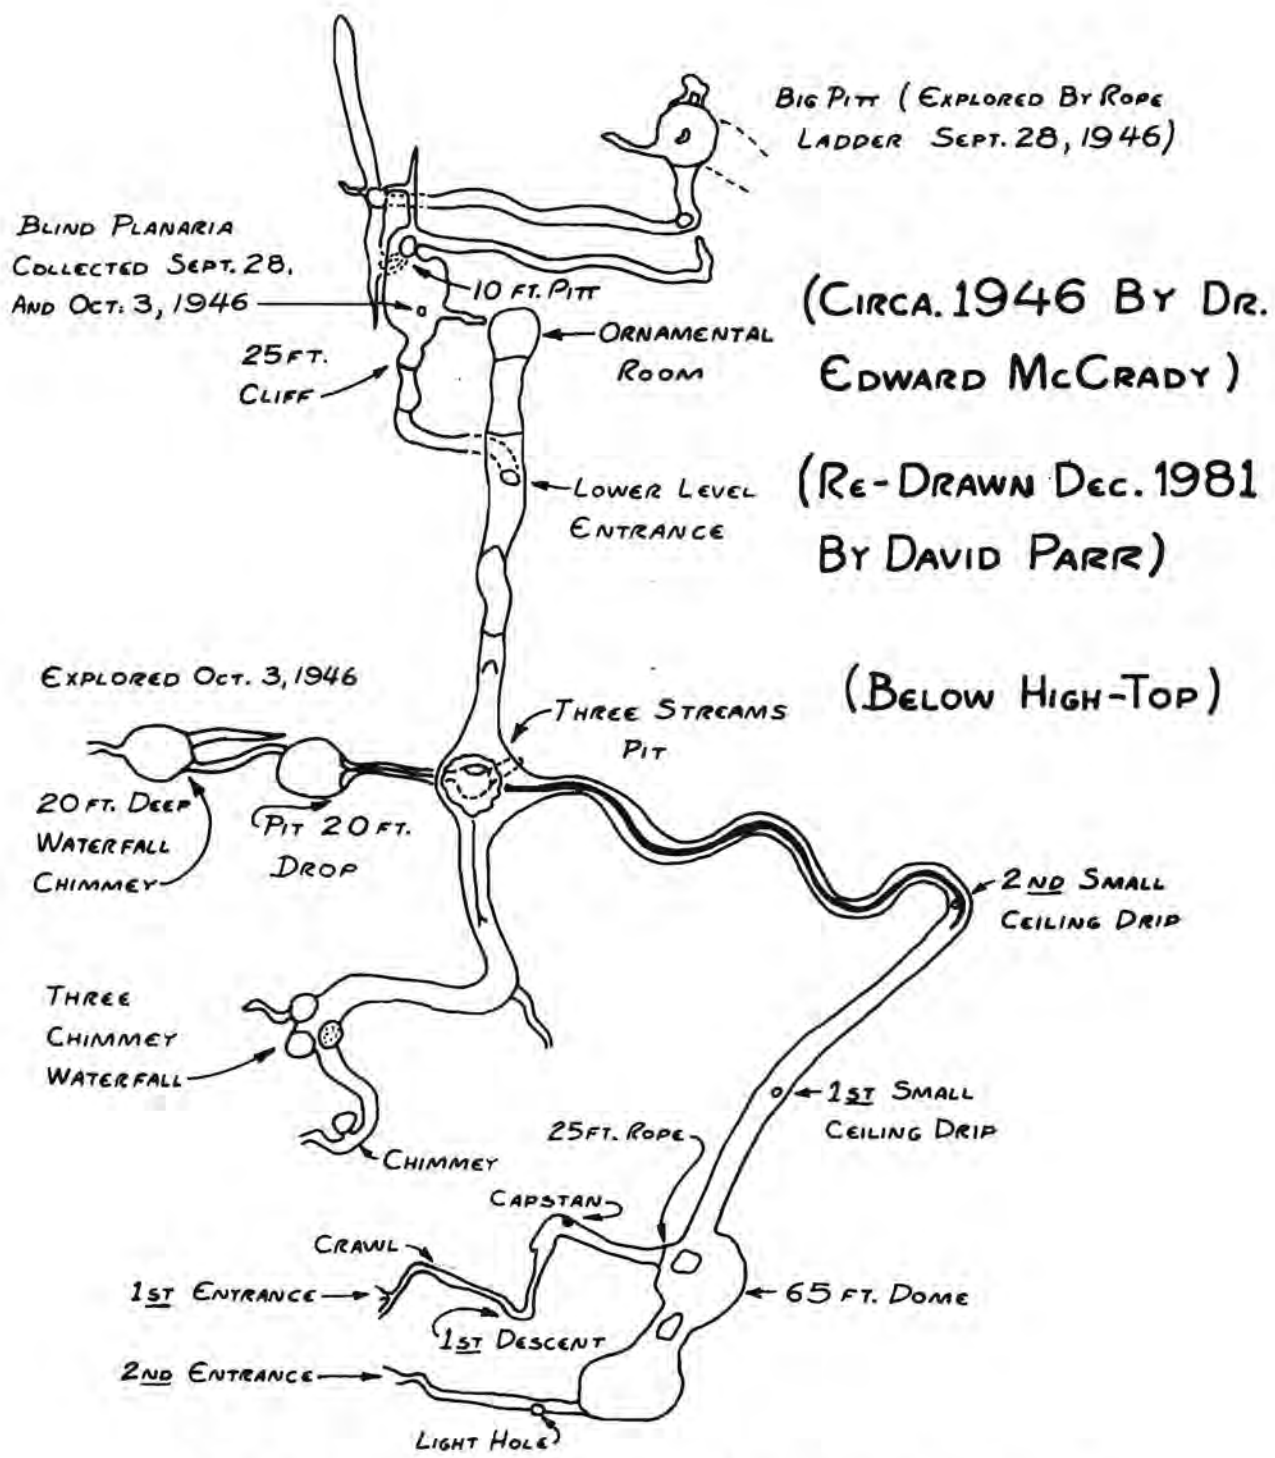 BIG PITT (EXPLORED BY ROPE
LADDER SEPT. 28, 1946)
BLIND PLANARIA
COLLECTED SEPT. 28,
AND OCT. 3, 1946
10 FT. PITT
(CIRCA. 1946 BY DR.
EDWARD MCCRADY)
ORNAMENTAL
ROOM
25 FT.
CLIFF
(RE-DRAWN DEC. 1981
BY DAVID PARR)
LOWER LEVEL
ENTRANCE
EXPLORED OCT. 3, 1946
(BELOW HIGH-TOP)
THREE STREAMS
PIT
20 FT. DEEP
WATERFALL
CHIMMEY
PIT 20 FT.
DROP
2ND SMALL
CEILING DRIP
THREE
CHIMMEY
WATERFALL
1ST SMALL
CEILING DRIP
25 FT. ROPE
CHIMMEY
CAPSTAN
CRAWL
1ST ENTRANCE
65 FT. DOME
1ST DESCENT
2ND ENTRANCE
LIGHT HOLE